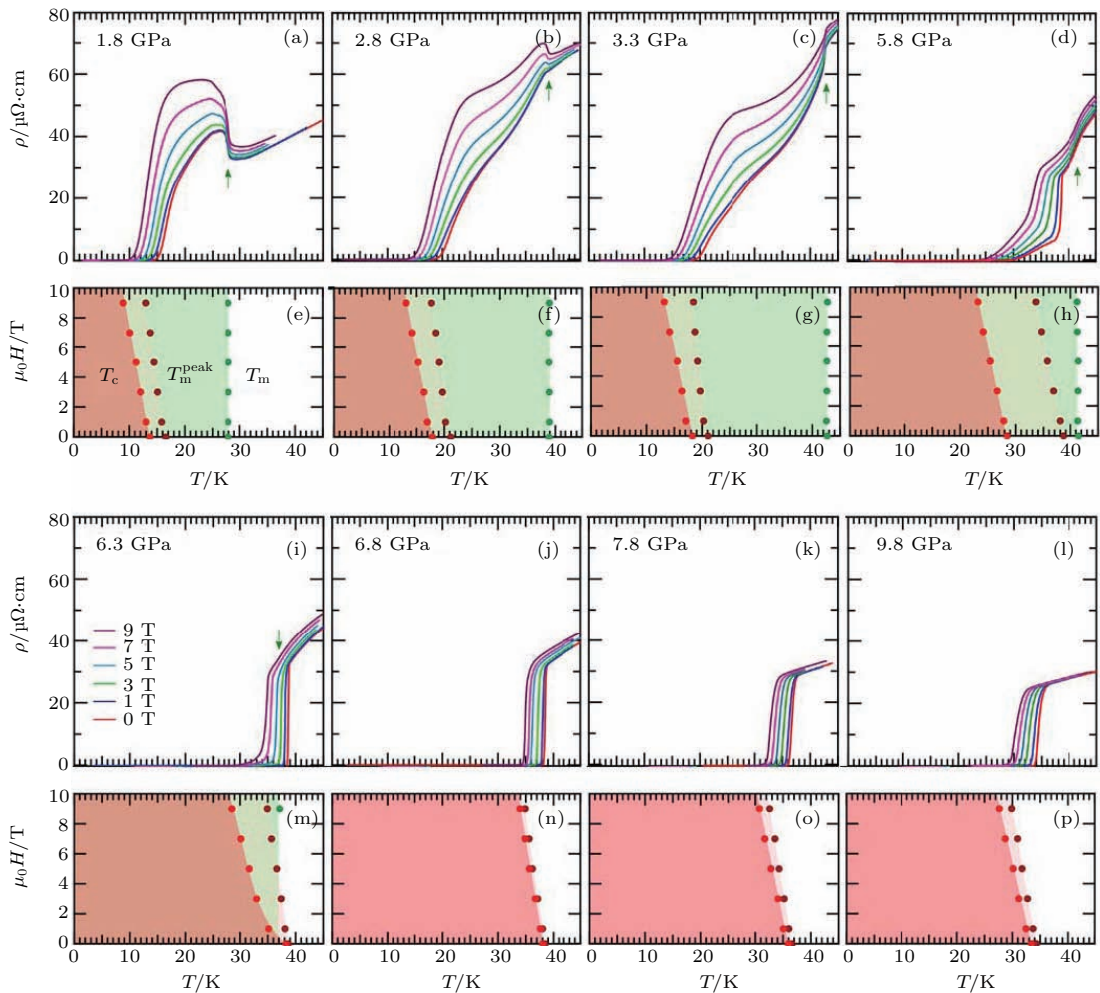 80
1.8 GPa
(a)
2.8 GPa
(b)
3.3 GPa
(c)
5.8 GPa
(d)
60
40
20
0
ρ/μΩ·cm
10
8
6
4
2
0
μ₀H/T
(e)
(f)
(g)
(h)
T_c
T_m^peak
T_m
0 10 20 30 40
0 10 20 30 40
0 10 20 30 40
0 10 20 30 40
T/K
T/K
T/K
T/K
80
6.3 GPa
(i)
6.8 GPa
(j)
7.8 GPa
(k)
9.8 GPa
(l)
60
40
20
0
ρ/μΩ·cm
9 T
7 T
5 T
3 T
1 T
0 T
10
8
6
4
2
0
μ₀H/T
(m)
(n)
(o)
(p)
0 10 20 30 40
0 10 20 30 40
0 10 20 30 40
0 10 20 30 40
T/K
T/K
T/K
T/K